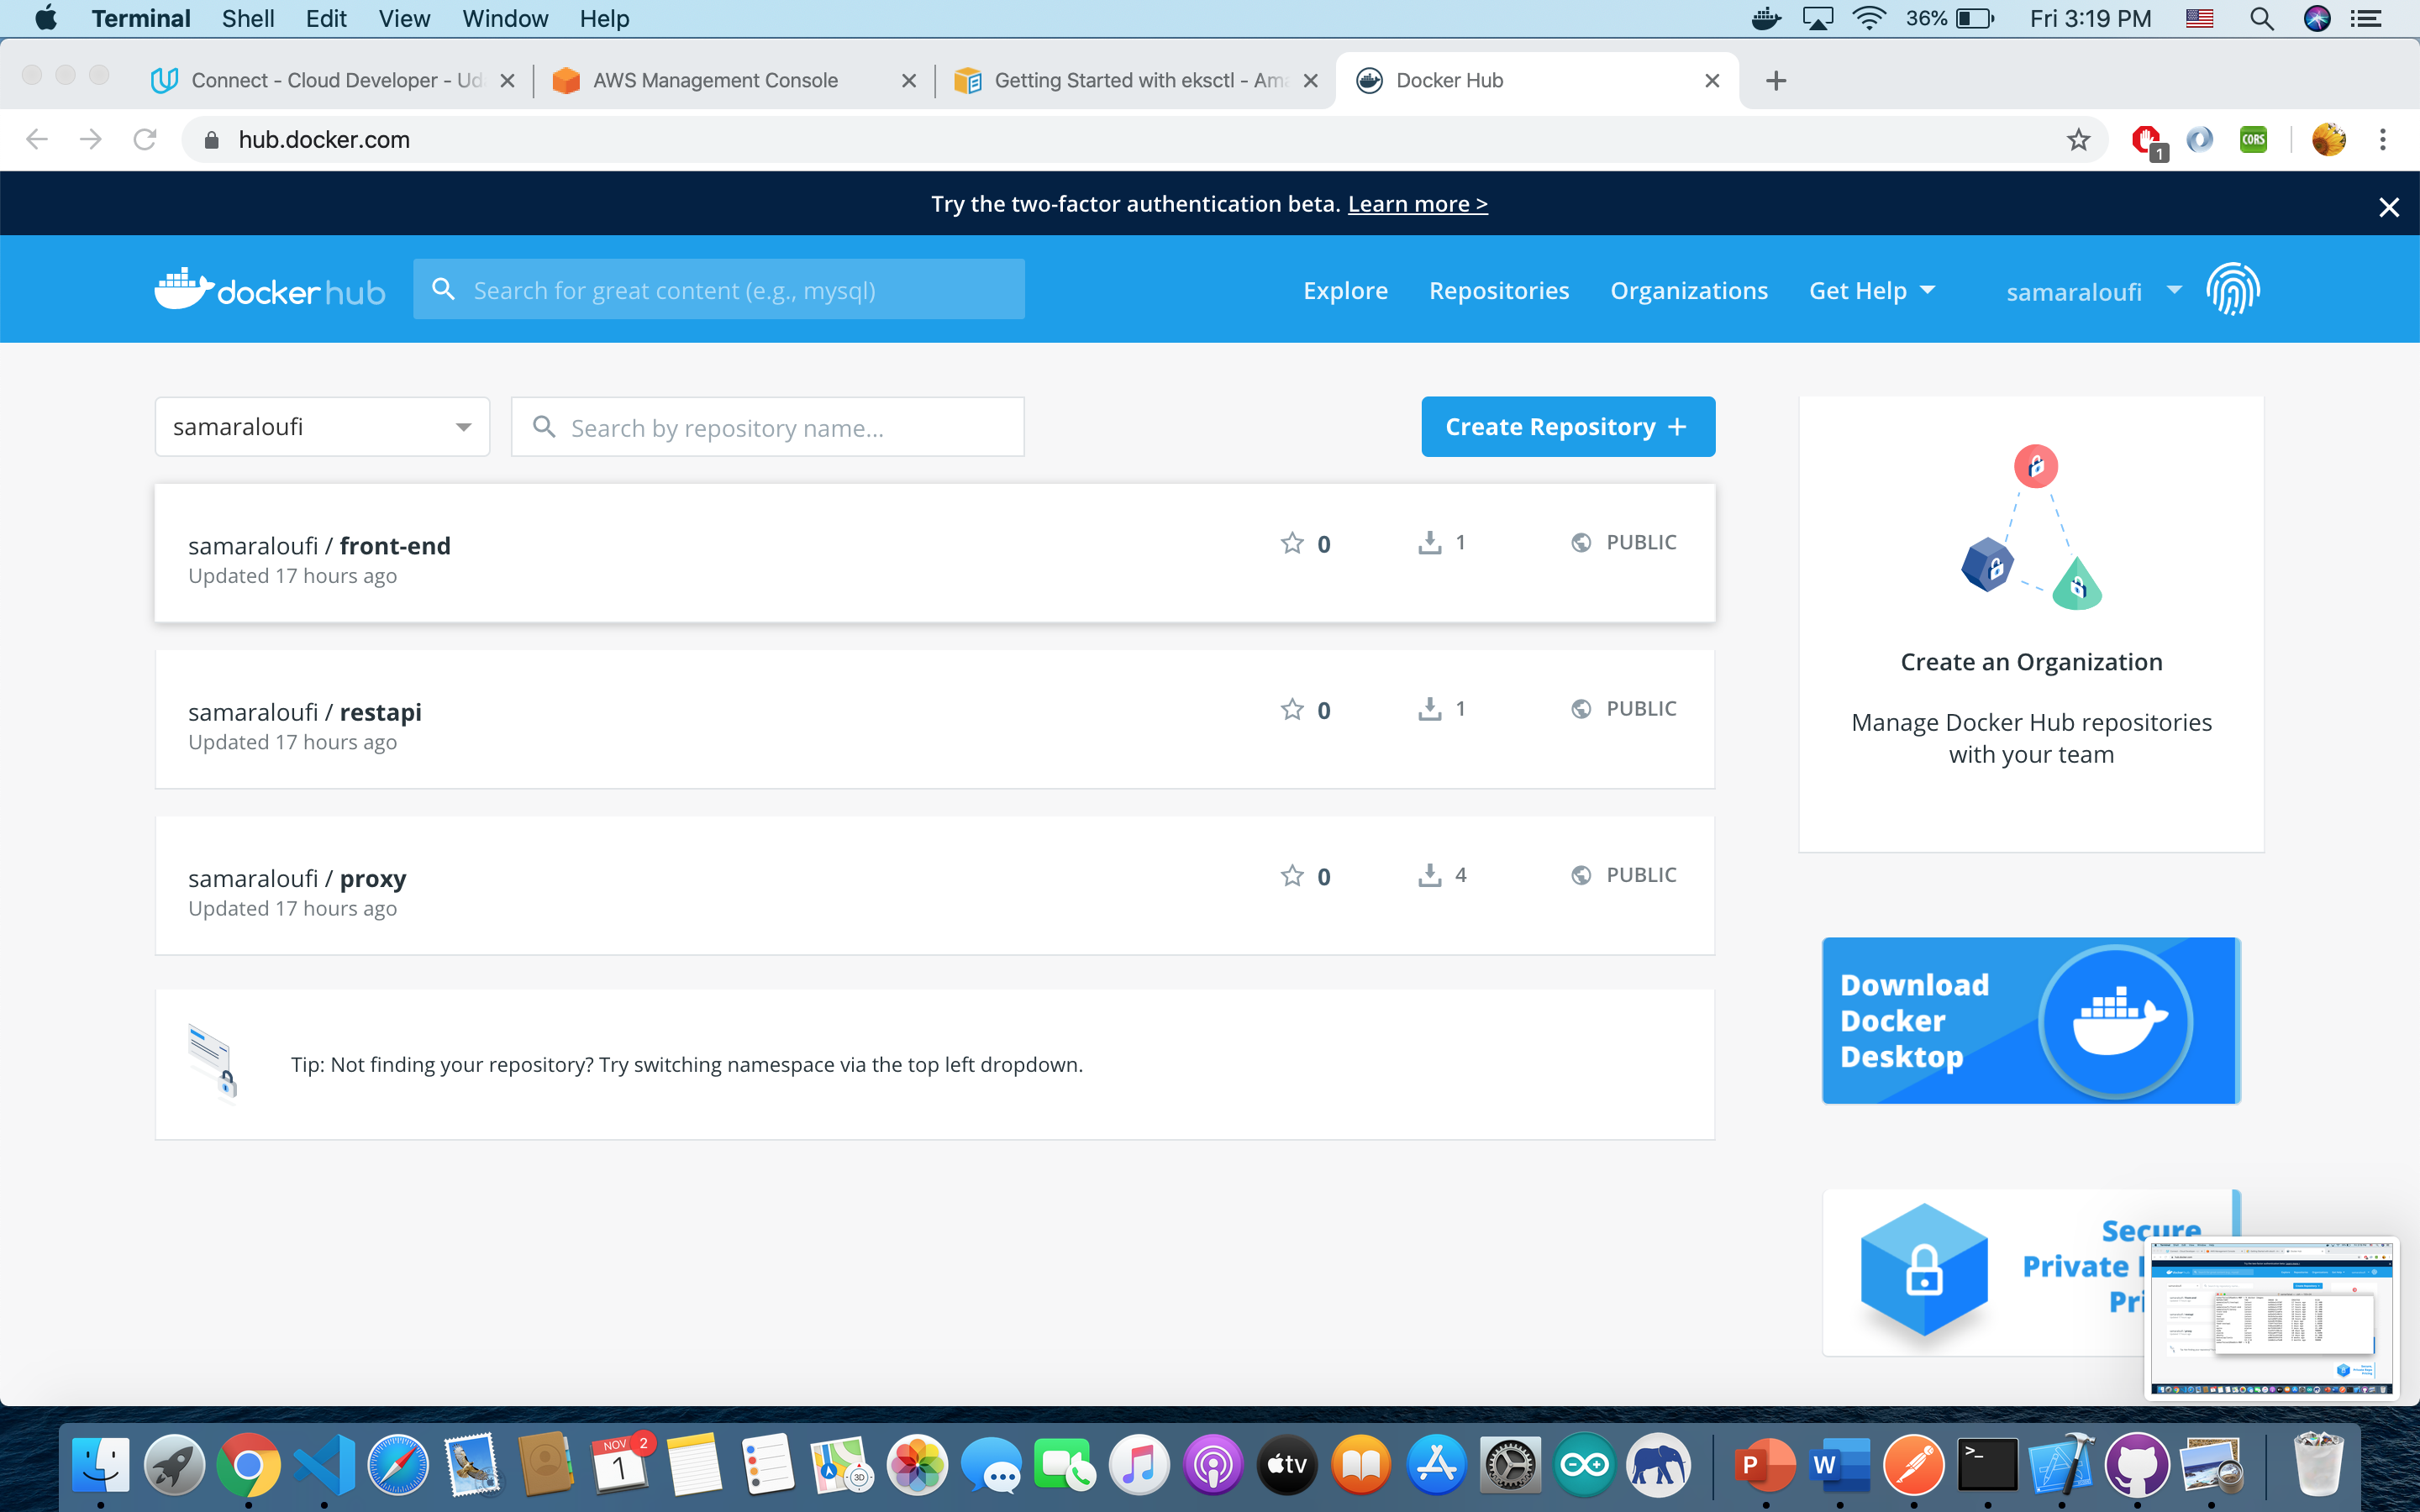 Terminal Shell Edit View Window Help 36% Fri 3:19 PM
Connect - Cloud Developer - Ud AWS Management Console Getting Started with eksctl - Ama Docker Hub
hub.docker.com
1
CORS
Try the two-factor authentication beta. Learn more >
docker hub Search for great content (e.g., mysql) Explore Repositories Organizations Get Help samaraloufi
samaraloufi Search by repository name... Create Repository +
samaraloufi / front-end 0 1 PUBLIC
Updated 17 hours ago
samaraloufi / restapi 0 1 PUBLIC
Updated 17 hours ago
samaraloufi / proxy 0 4 PUBLIC
Updated 17 hours ago
Tip: Not finding your repository? Try switching namespace via the top left dropdown.
Create an Organization
Manage Docker Hub repositories
with your team
Download
Docker
Desktop
Secure
Private
Pri
NOV 2
1
3D
tv
P
W
>_